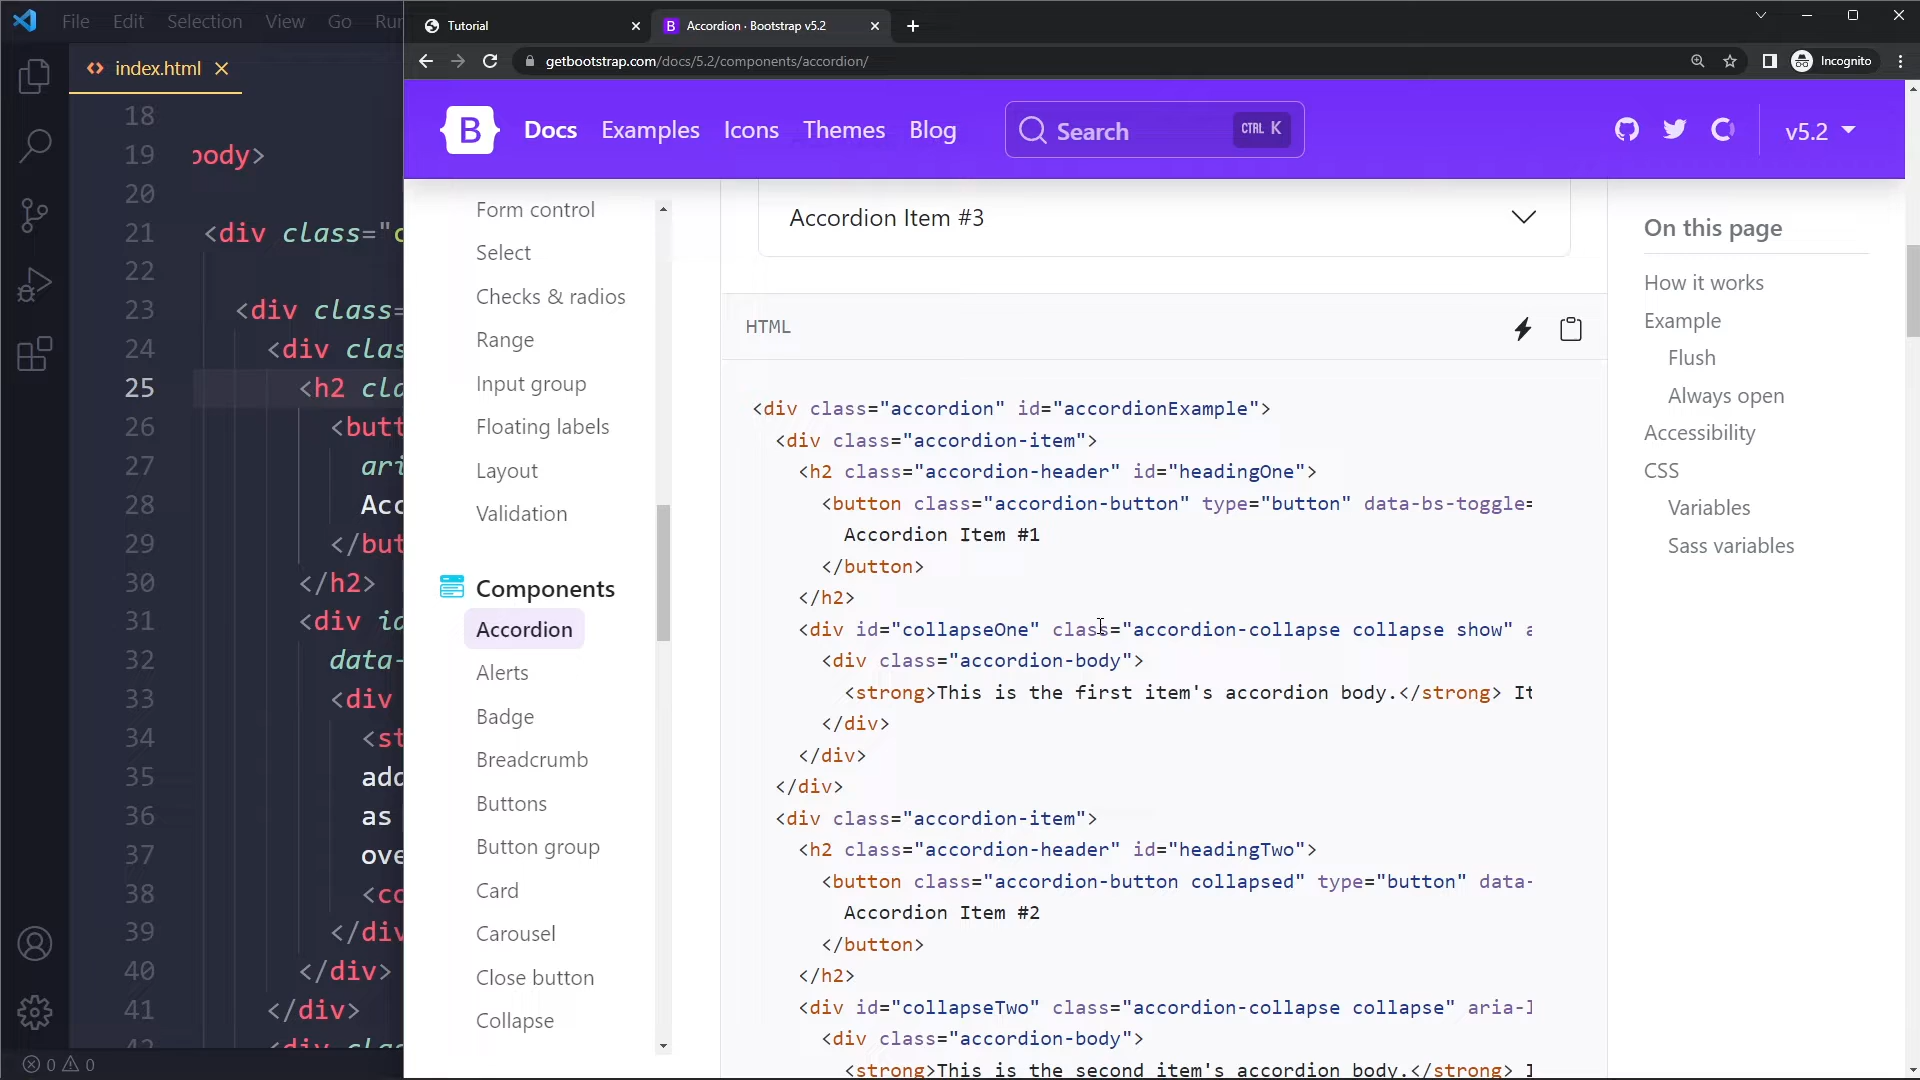 File Edit Selection View Go Run
index.html
18
19 body>
20
21 <div class="c
22
23 <div class=
24 <div clas
25 <h2 cla
26 <butt
27 ari
28 Acc
29 </but
30 </h2>
31 <div id
32 data-
33 <div
34 <st
35 add
36 as
37 ove
38 <co
39 </div
40 </div>
41 </div>
42 <div clas
0 0
Tutorial
Accordion · Bootstrap v5.2
getbootstrap.com/docs/5.2/components/accordion/
Incognito
B Docs Examples Icons Themes Blog
Search CTRL K
v5.2
Form control
Select
Checks & radios
Range
Input group
Floating labels
Layout
Validation
Components
Accordion
Alerts
Badge
Breadcrumb
Buttons
Button group
Card
Carousel
Close button
Collapse
Accordion Item #3
HTML
<div class="accordion" id="accordionExample">
<div class="accordion-item">
<h2 class="accordion-header" id="headingOne">
<button class="accordion-button" type="button" data-bs-toggle=
Accordion Item #1
</button>
</h2>
<div id="collapseOne" class="accordion-collapse collapse show" a
<div class="accordion-body">
<strong>This is the first item's accordion body.</strong> It
</div>
</div>
</div>
<div class="accordion-item">
<h2 class="accordion-header" id="headingTwo">
<button class="accordion-button collapsed" type="button" data-
Accordion Item #2
</button>
</h2>
<div id="collapseTwo" class="accordion-collapse collapse" aria-l
<div class="accordion-body">
<strong>This is the second item's accordion body.</strong> I
On this page
How it works
Example
Flush
Always open
Accessibility
CSS
Variables
Sass variables